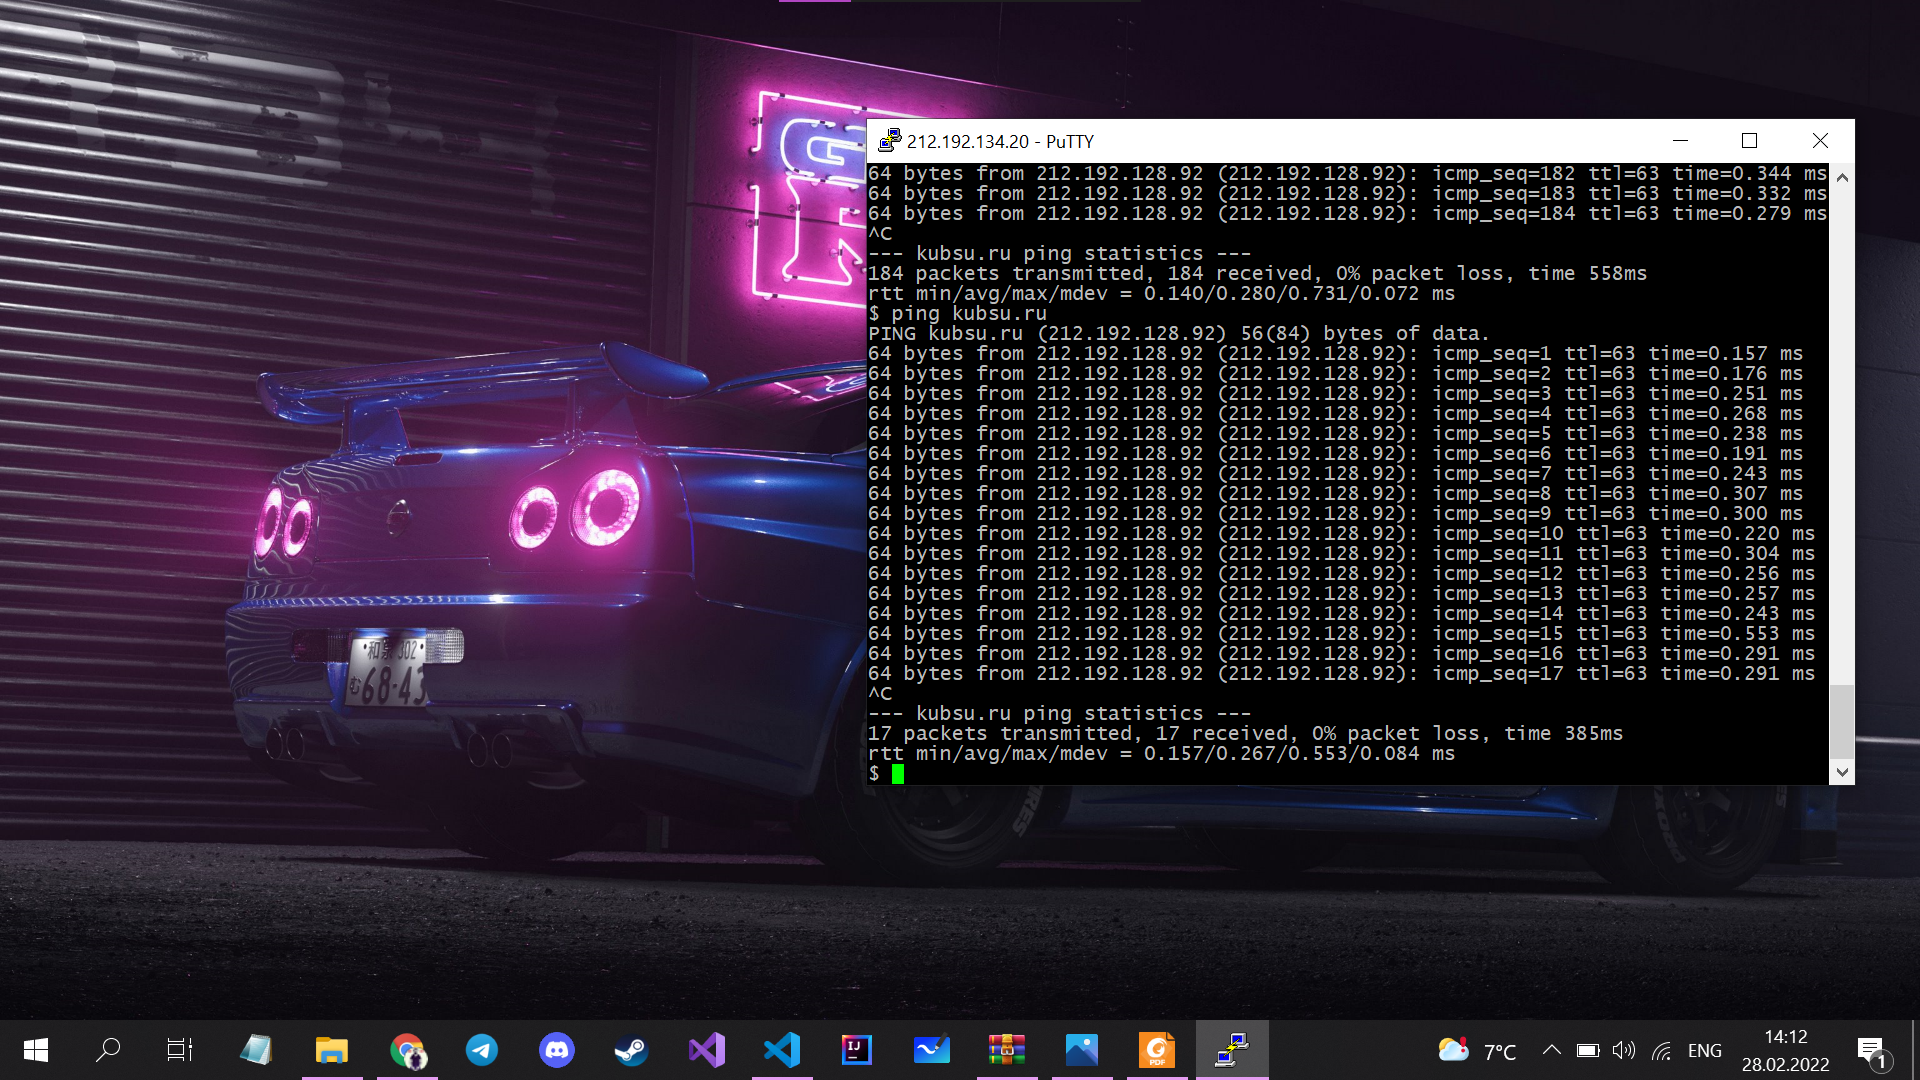 212.192.134.20 - PuTTY
64 bytes from 212.192.128.92 (212.192.128.92): icmp_seq=182 ttl=63 time=0.344 ms
64 bytes from 212.192.128.92 (212.192.128.92): icmp_seq=183 ttl=63 time=0.332 ms
64 bytes from 212.192.128.92 (212.192.128.92): icmp_seq=184 ttl=63 time=0.279 ms
^C
--- kubsu.ru ping statistics ---
184 packets transmitted, 184 received, 0% packet loss, time 558ms
rtt min/avg/max/mdev = 0.140/0.280/0.731/0.072 ms
$ ping kubsu.ru
PING kubsu.ru (212.192.128.92) 56(84) bytes of data.
64 bytes from 212.192.128.92 (212.192.128.92): icmp_seq=1 ttl=63 time=0.157 ms
64 bytes from 212.192.128.92 (212.192.128.92): icmp_seq=2 ttl=63 time=0.176 ms
64 bytes from 212.192.128.92 (212.192.128.92): icmp_seq=3 ttl=63 time=0.251 ms
64 bytes from 212.192.128.92 (212.192.128.92): icmp_seq=4 ttl=63 time=0.268 ms
64 bytes from 212.192.128.92 (212.192.128.92): icmp_seq=5 ttl=63 time=0.238 ms
64 bytes from 212.192.128.92 (212.192.128.92): icmp_seq=6 ttl=63 time=0.191 ms
64 bytes from 212.192.128.92 (212.192.128.92): icmp_seq=7 ttl=63 time=0.243 ms
64 bytes from 212.192.128.92 (212.192.128.92): icmp_seq=8 ttl=63 time=0.307 ms
64 bytes from 212.192.128.92 (212.192.128.92): icmp_seq=9 ttl=63 time=0.300 ms
64 bytes from 212.192.128.92 (212.192.128.92): icmp_seq=10 ttl=63 time=0.220 ms
64 bytes from 212.192.128.92 (212.192.128.92): icmp_seq=11 ttl=63 time=0.304 ms
64 bytes from 212.192.128.92 (212.192.128.92): icmp_seq=12 ttl=63 time=0.256 ms
64 bytes from 212.192.128.92 (212.192.128.92): icmp_seq=13 ttl=63 time=0.257 ms
64 bytes from 212.192.128.92 (212.192.128.92): icmp_seq=14 ttl=63 time=0.243 ms
64 bytes from 212.192.128.92 (212.192.128.92): icmp_seq=15 ttl=63 time=0.553 ms
64 bytes from 212.192.128.92 (212.192.128.92): icmp_seq=16 ttl=63 time=0.291 ms
64 bytes from 212.192.128.92 (212.192.128.92): icmp_seq=17 ttl=63 time=0.291 ms
^C
--- kubsu.ru ping statistics ---
17 packets transmitted, 17 received, 0% packet loss, time 385ms
rtt min/avg/max/mdev = 0.157/0.267/0.553/0.084 ms
$
302
む 68-43
IJ
PDF
7°C
ENG
14:12
28.02.2022
1